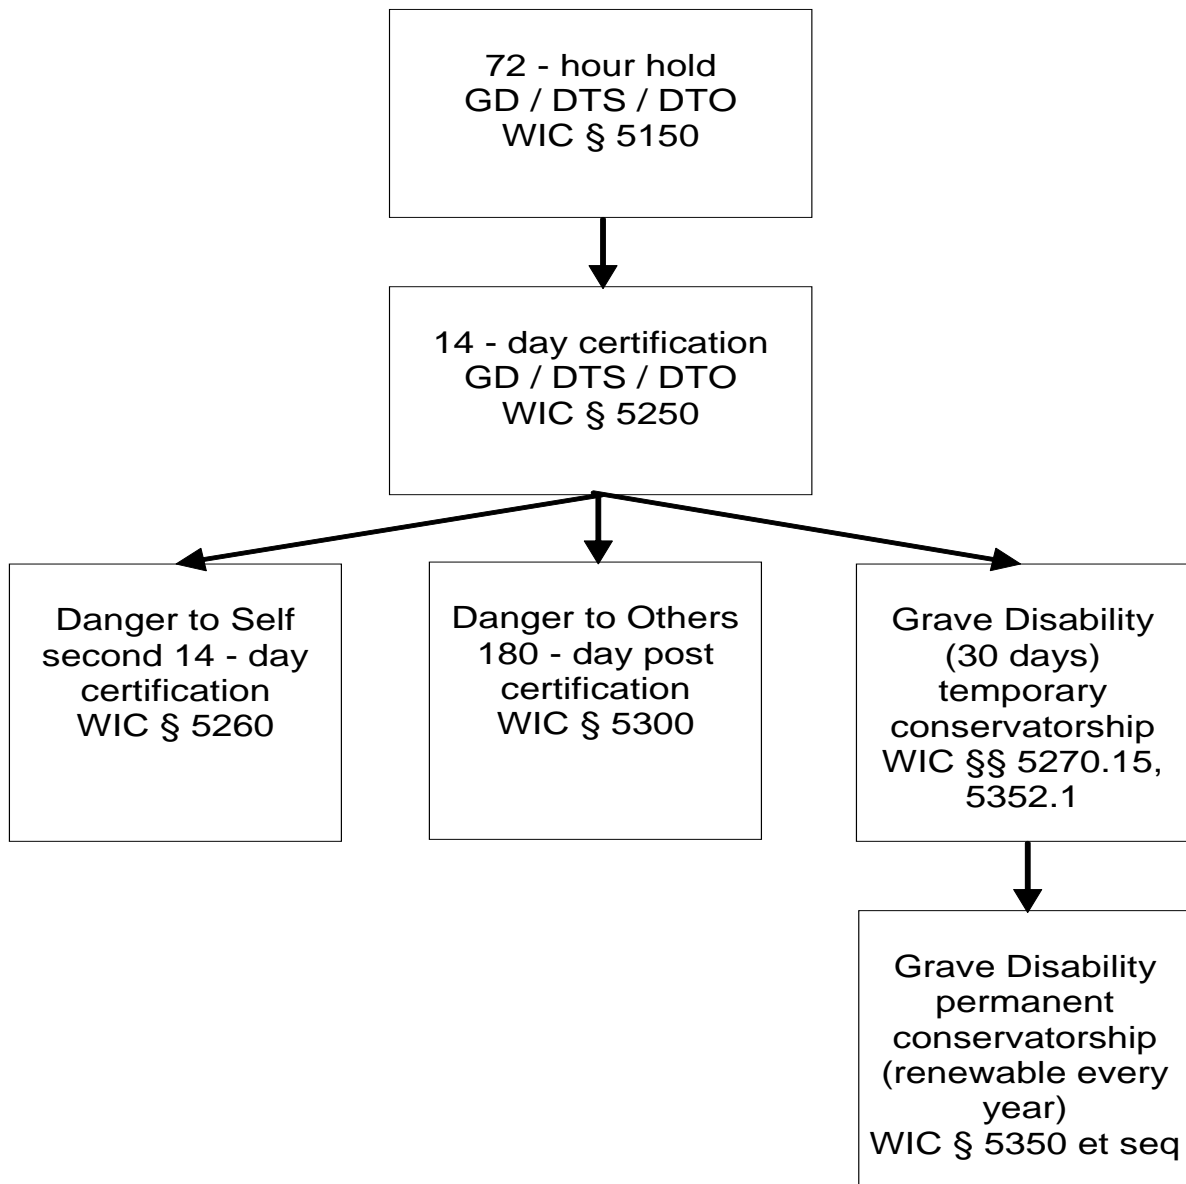 72 - hour hold
GD / DTS / DTO
WIC § 5150
14 - day certification
GD / DTS / DTO
WIC § 5250
Danger to Self
second 14 - day
certification
WIC § 5260
Danger to Others
180 - day post
certification
WIC § 5300
Grave Disability
(30 days)
temporary
conservatorship
WIC §§ 5270.15,
5352.1
Grave Disability
permanent
conservatorship
(renewable every
year)
WIC § 5350 et seq